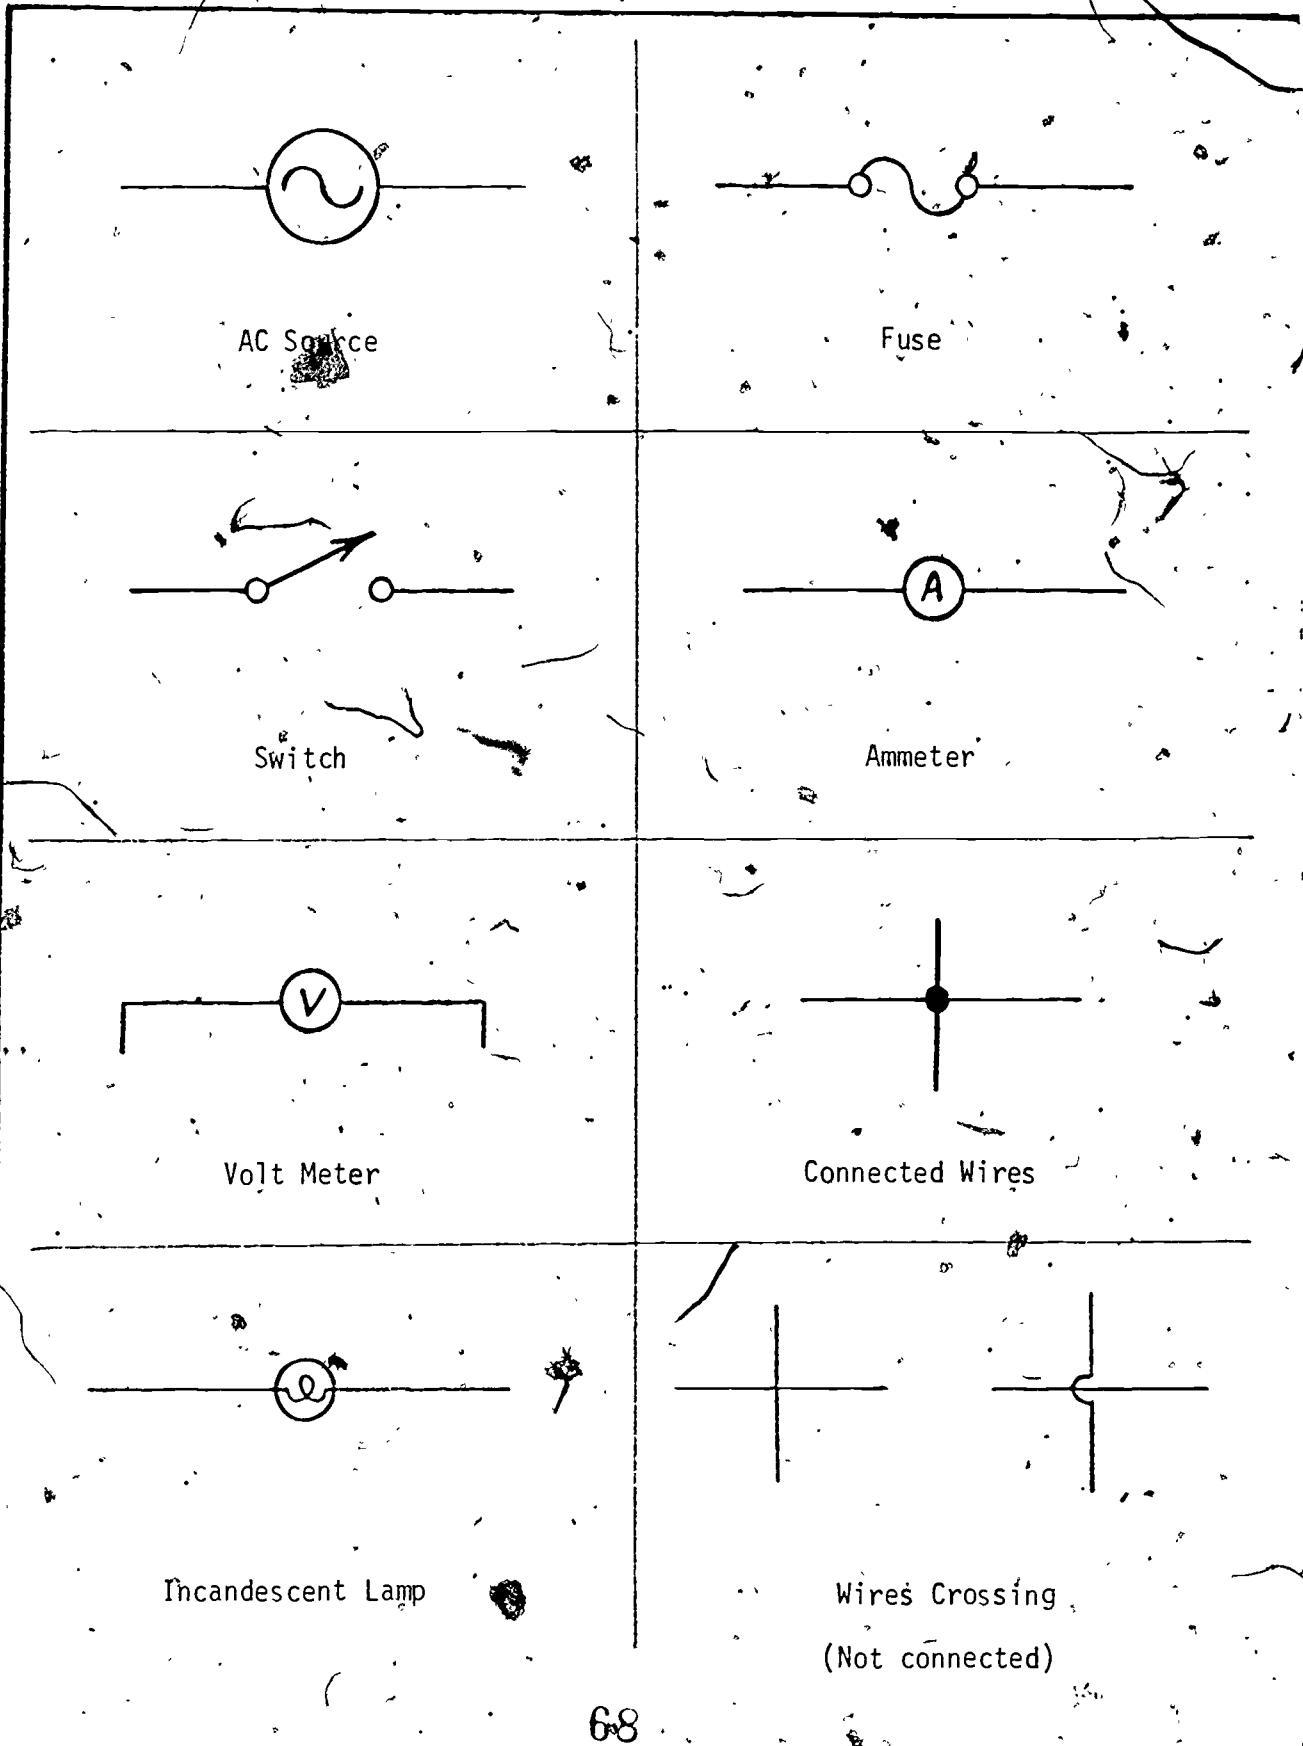 AC Source
Fuse
A
Switch
Ammeter
V
Volt Meter
Connected Wires
Incandescent Lamp
Wires Crossing
(Not connected)
68